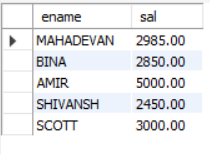 ename sal
MAHADEVAN 2985.00
BINA 2850.00
AMIR 5000.00
SHIVANSH 2450.00
SCOTT 3000.00